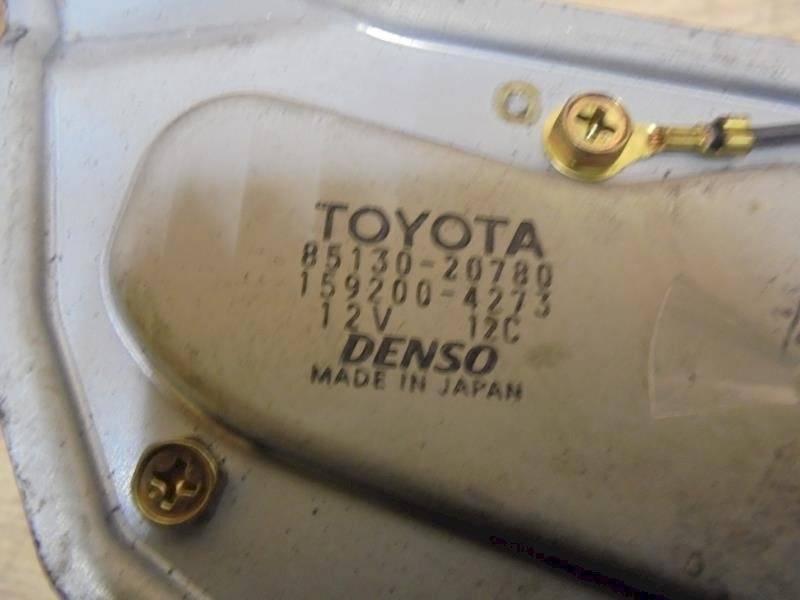 TOYOTA
85130-20780
159200-4273
12V 12C
DENSO
MADE IN JAPAN